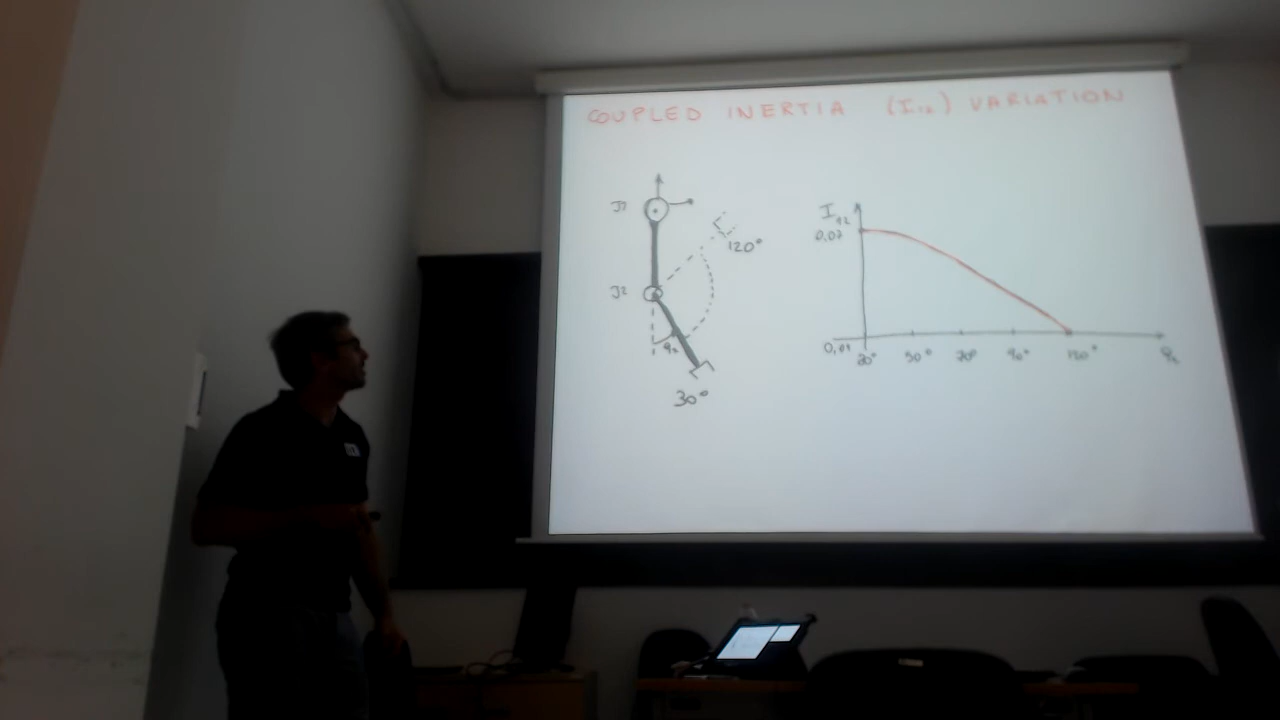 COUPLED INERTIA (I₁₂) VARIATION
J1
120°
J2
q₂
30°
I₁₂
0,07
0,01
30° 50° 70° 90° 120° q₂